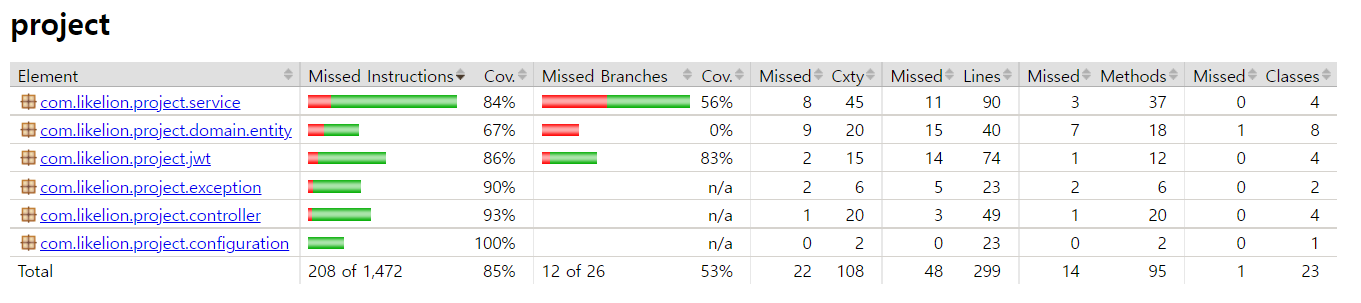 project
Element Missed Instructions Cov. Missed Branches Cov. Missed Cxty Missed Lines Missed Methods Missed Classes
com.likelion.project.service 84% 56% 8 45 11 90 3 37 0 4
com.likelion.project.domain.entity 67% 0% 9 20 15 40 7 18 1 8
com.likelion.project.jwt 86% 83% 2 15 14 74 1 12 0 4
com.likelion.project.exception 90% n/a 2 6 5 23 2 6 0 2
com.likelion.project.controller 93% n/a 1 20 3 49 1 20 0 4
com.likelion.project.configuration 100% n/a 0 2 0 23 0 2 0 1
Total 208 of 1,472 85% 12 of 26 53% 22 108 48 299 14 95 1 23